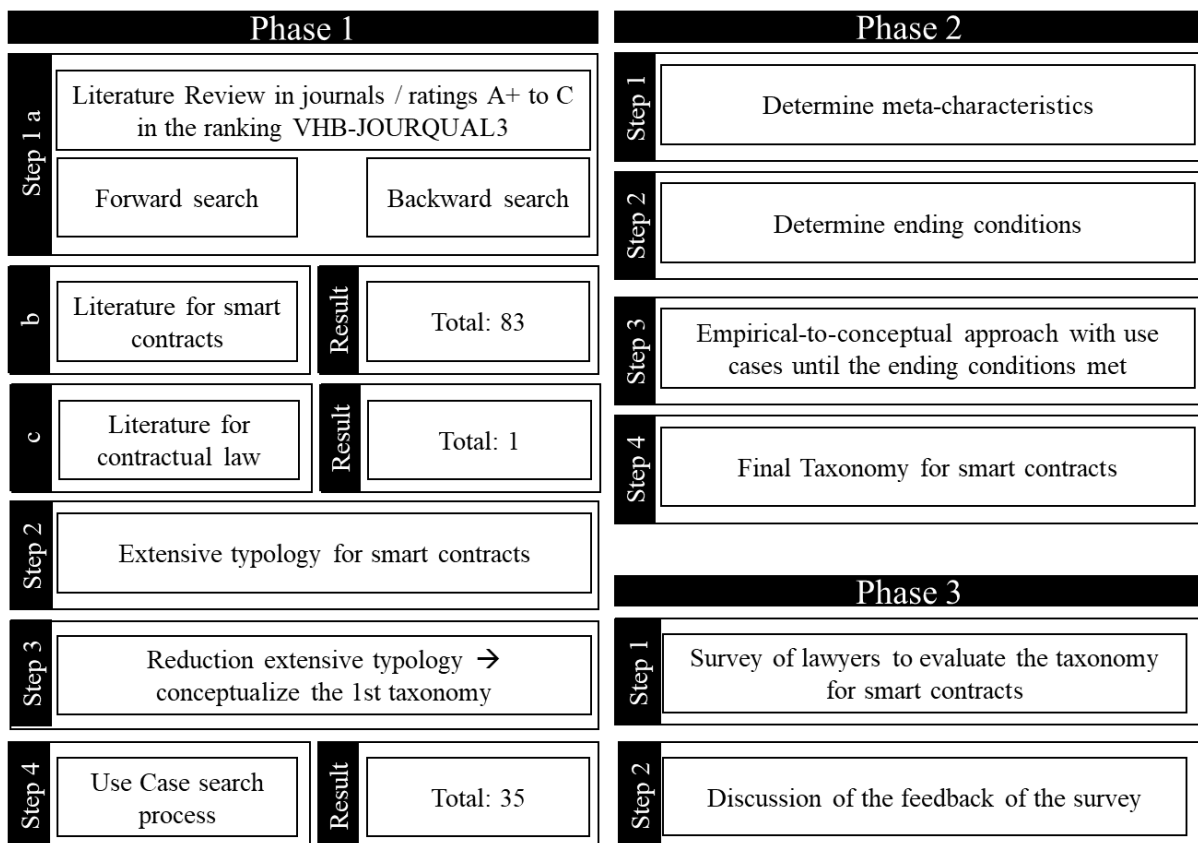 Phase 1
Step 1 a
Literature Review in journals / ratings A+ to C
in the ranking VHB-JOURQUAL3
Forward search
Backward search
b
Literature for smart
contracts
Result
Total: 83
c
Literature for
contractual law
Result
Total: 1
Step 2
Extensive typology for smart contracts
Step 3
Reduction extensive typology →
conceptualize the 1st taxonomy
Step 4
Use Case search
process
Result
Total: 35
Phase 2
Step 1
Determine meta-characteristics
Step 2
Determine ending conditions
Step 3
Empirical-to-conceptual approach with use
cases until the ending conditions met
Step 4
Final Taxonomy for smart contracts
Phase 3
Step 1
Survey of lawyers to evaluate the taxonomy
for smart contracts
Step 2
Discussion of the feedback of the survey